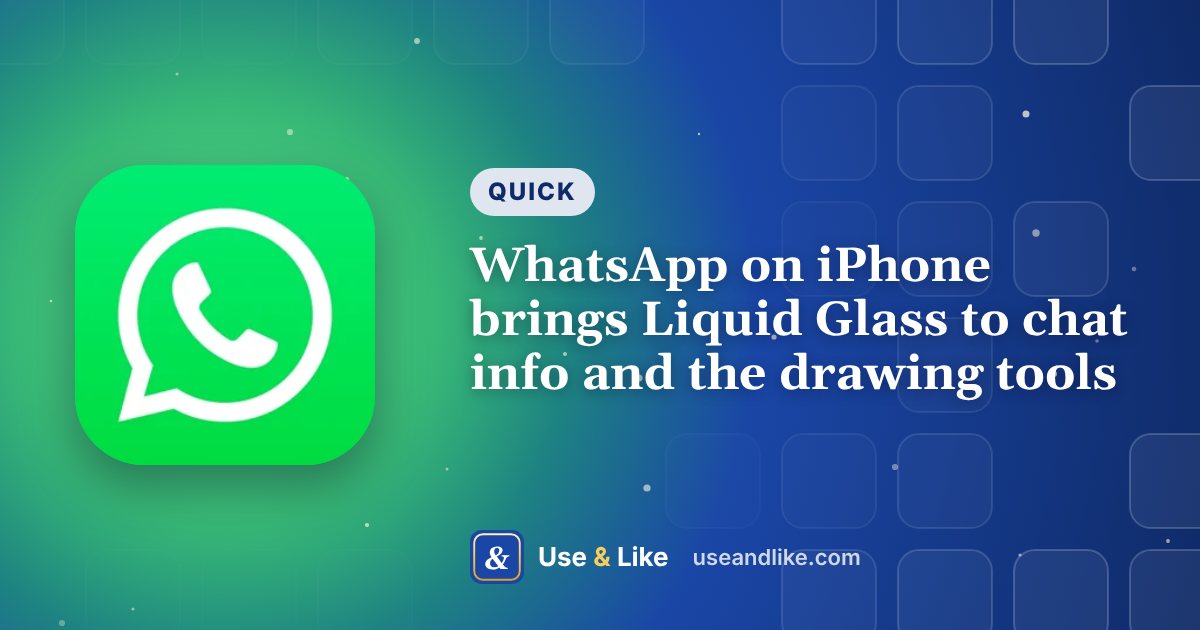 QUICK
WhatsApp on iPhone
brings Liquid Glass to chat
info and the drawing tools
& Use & Like useandlike.com